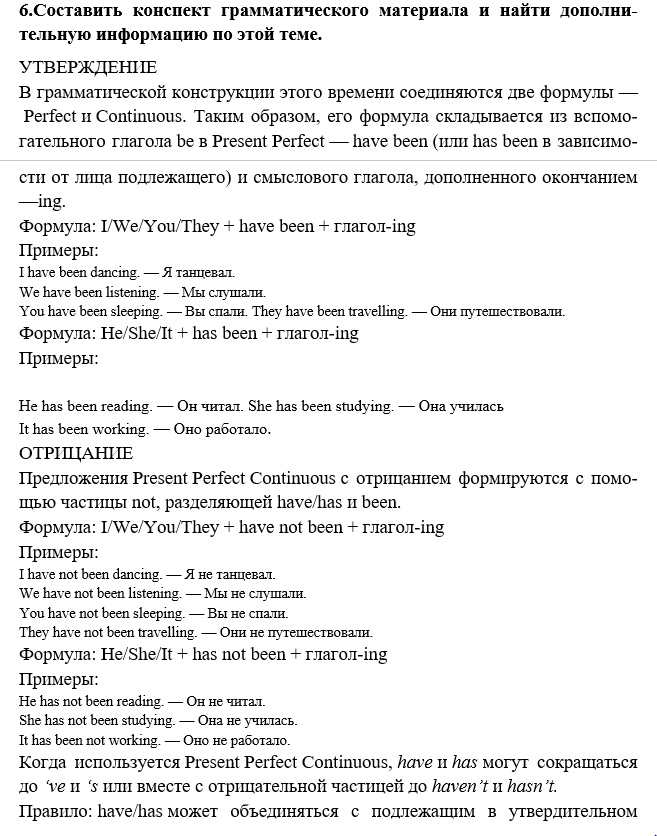 6.Составить конспект грамматического материала и найти дополни-
тельную информацию по этой теме.
УТВЕРЖДЕНИЕ
В грамматической конструкции этого времени соединяются две формулы —
Perfect и Continuous. Таким образом, его формула складывается из вспомо-
гательного глагола be в Present Perfect — have been (или has been в зависимо-
сти от лица подлежащего) и смыслового глагола, дополненного окончанием
—ing.
Формула: I/We/You/They + have been + глагол-ing
Примеры:
I have been dancing. — Я танцевал.
We have been listening. — Мы слушали.
You have been sleeping. — Вы спали. They have been travelling. — Они путешествовали.
Формула: He/She/It + has been + глагол-ing
Примеры:
He has been reading. — Он читал. She has been studying. — Она училась
It has been working. — Оно работало.
ОТРИЦАНИЕ
Предложения Present Perfect Continuous с отрицанием формируются с помо-
щью частицы not, разделяющей have/has и been.
Формула: I/We/You/They + have not been + глагол-ing
Примеры:
I have not been dancing. — Я не танцевал.
We have not been listening. — Мы не слушали.
You have not been sleeping. — Вы не спали.
They have not been travelling. — Они не путешествовали.
Формула: He/She/It + has not been + глагол-ing
Примеры:
He has not been reading. — Он не читал.
She has not been studying. — Она не училась.
It has been not working. — Оно не работало.
Когда используется Present Perfect Continuous, have и has могут сокращаться
до ‘ve и ‘s или вместе с отрицательной частицей до haven’t и hasn’t.
Правило: have/has может объединяться с подлежащим в утвердительном